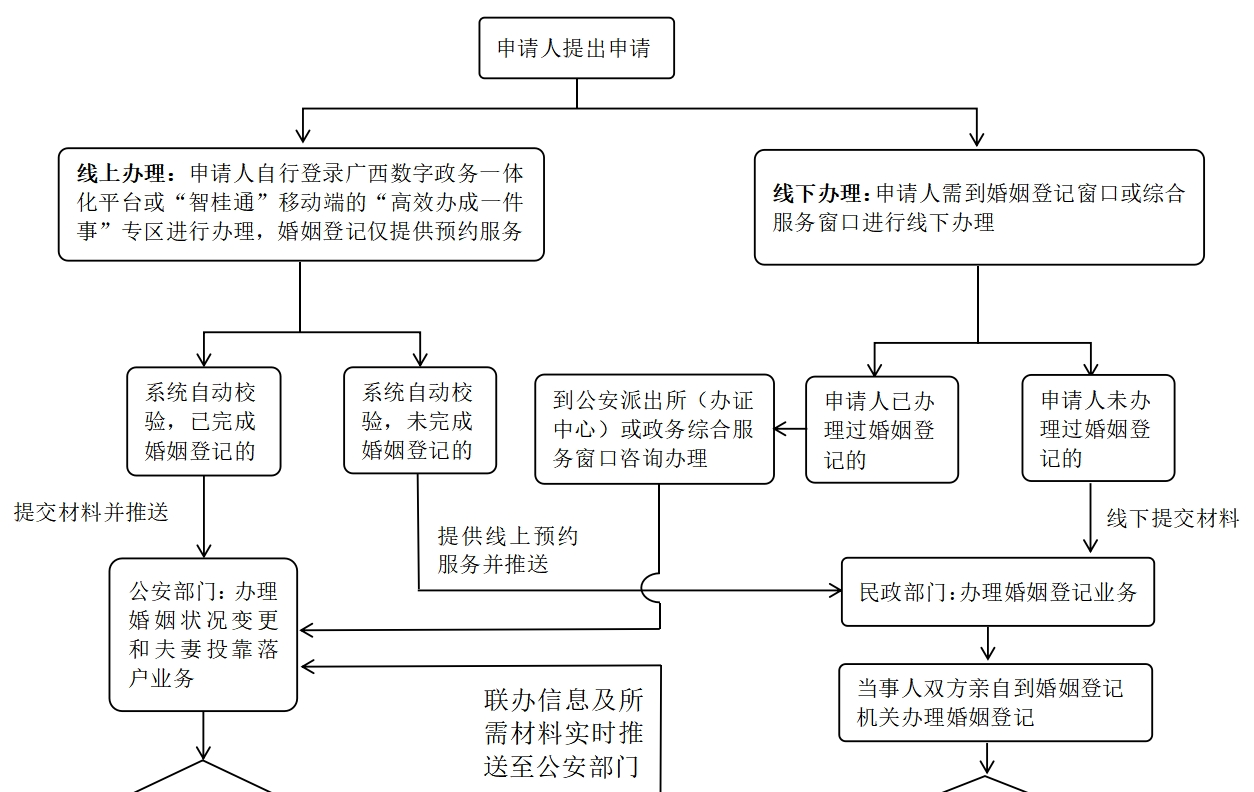 申请人提出申请
线上办理：申请人自行登录广西数字政务一体
化平台或“智桂通”移动端的“高效办成一件
事”专区进行办理，婚姻登记仅提供预约服务
线下办理：申请人需到婚姻登记窗口或综合
服务窗口进行线下办理
系统自动校
验，已完成
婚姻登记的
系统自动校
验，未完成
婚姻登记的
到公安派出所（办证
中心）或政务综合服
务窗口咨询办理
申请人已办
理过婚姻登
记的
申请人未办
理过婚姻登
记的
提交材料并推送
提供线上预约
服务并推送
线下提交材料
公安部门：办理
婚姻状况变更
和夫妻投靠落
户业务
民政部门：办理婚姻登记业务
当事人双方亲自到婚姻登记
机关办理婚姻登记
联办信息及所
需材料实时推
送至公安部门